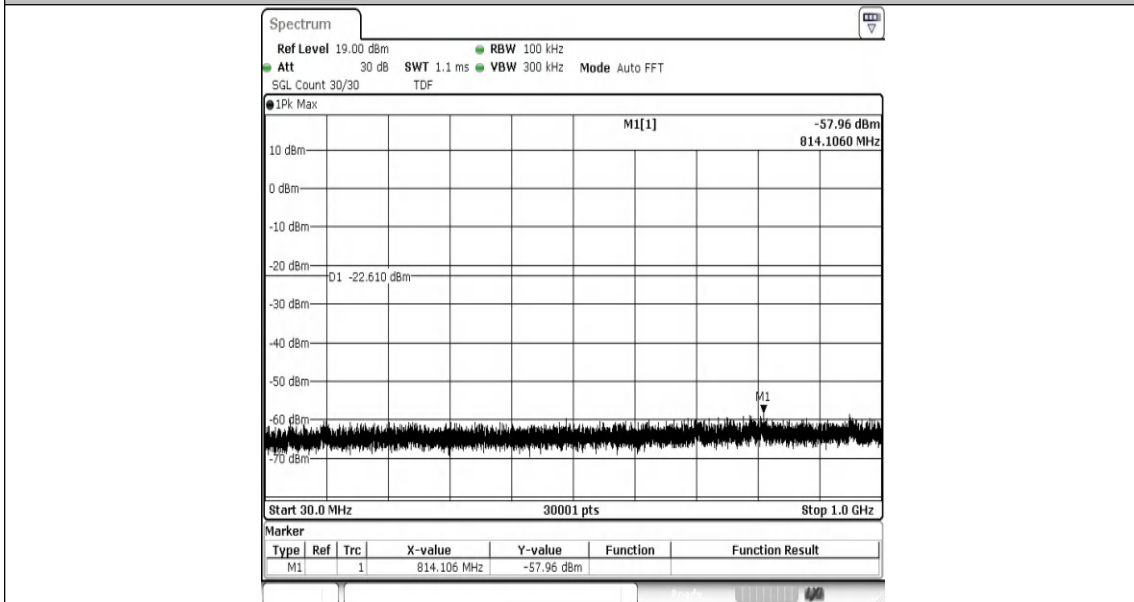 Spectrum
Ref Level 19.00 dBm RBW 100 kHz
Att 30 dB SWT 1.1 ms VBW 300 kHz Mode Auto FFT
SGL Count 30/30 TDF
1Pk Max
M1[1] -57.96 dBm
814.1060 MHz
10 dBm
0 dBm
-10 dBm
-20 dBm
D1 -22.610 dBm
-30 dBm
-40 dBm
-50 dBm
M1
-60 dBm
-70 dBm
Start 30.0 MHz 30001 pts Stop 1.0 GHz
Marker
Type Ref Trc X-value Y-value Function Function Result
M1 1 814.106 MHz -57.96 dBm